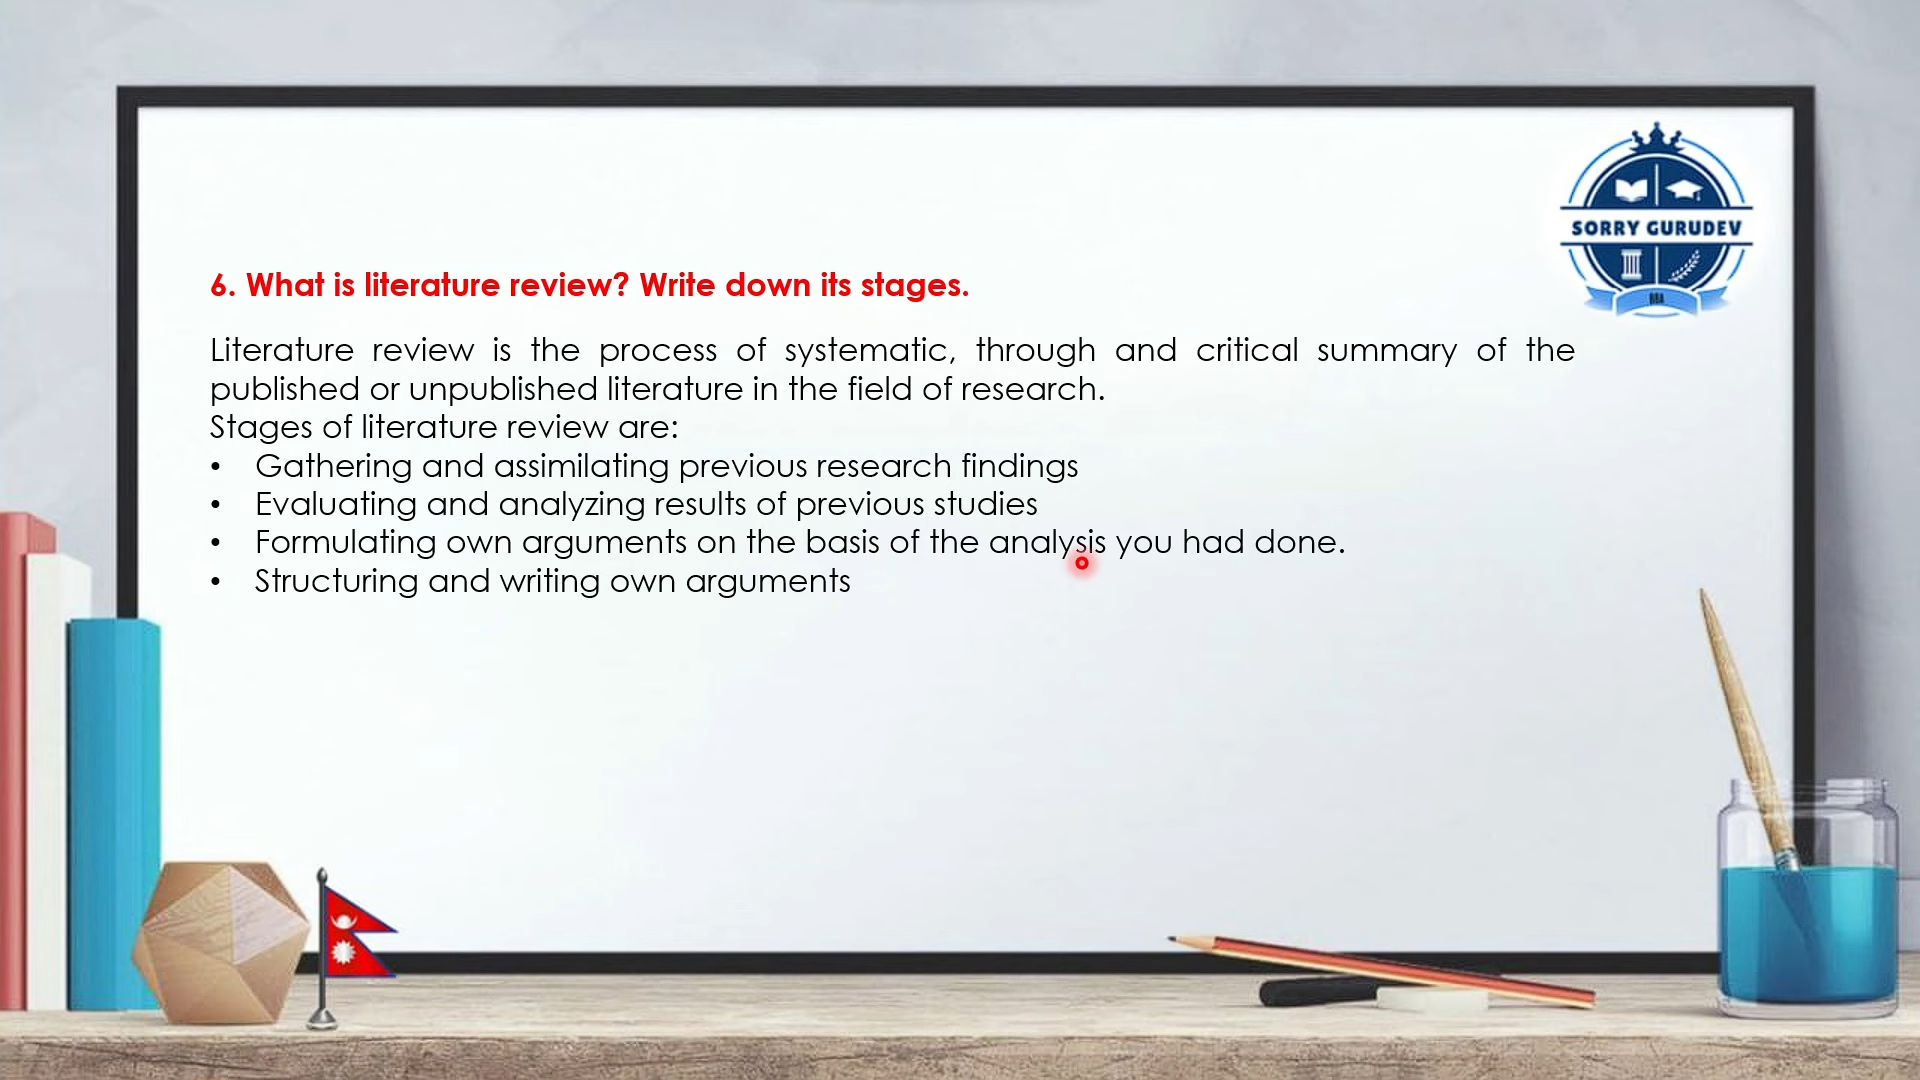 SORRY GURUDEV
BBA
6. What is literature review? Write down its stages.
Literature review is the process of systematic, through and critical summary of the
published or unpublished literature in the field of research.
Stages of literature review are:
• Gathering and assimilating previous research findings
• Evaluating and analyzing results of previous studies
• Formulating own arguments on the basis of the analysis you had done.
• Structuring and writing own arguments